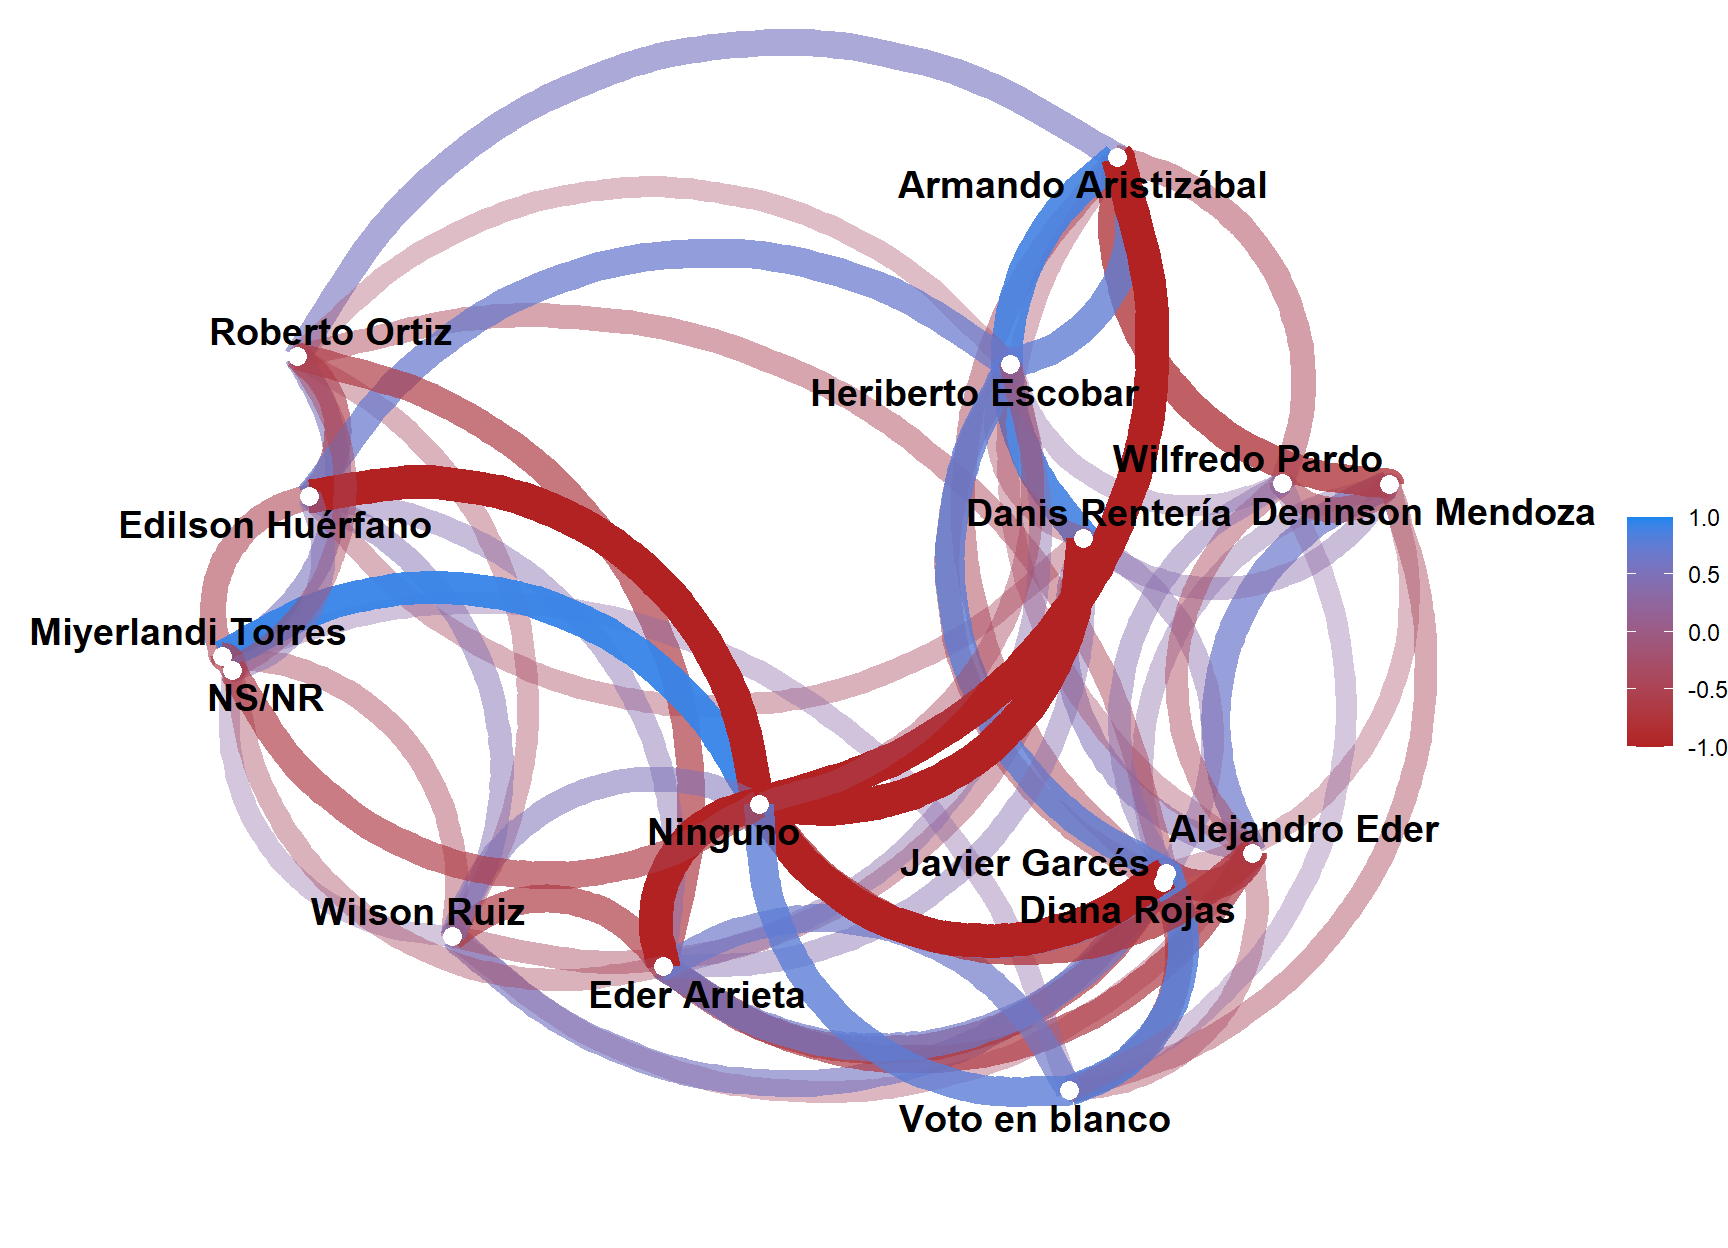 Armando Aristizábal
Roberto Ortiz
Heriberto Escobar
Wilfredo Pardo
Danis Rentería
Deninson Mendoza
Edilson Huérfano
Miyerlandi Torres
NS/NR
Ninguno
Alejandro Eder
Javier Garcés
Diana Rojas
Wilson Ruiz
Eder Arrieta
Voto en blanco
1.0
0.5
0.0
-0.5
-1.0